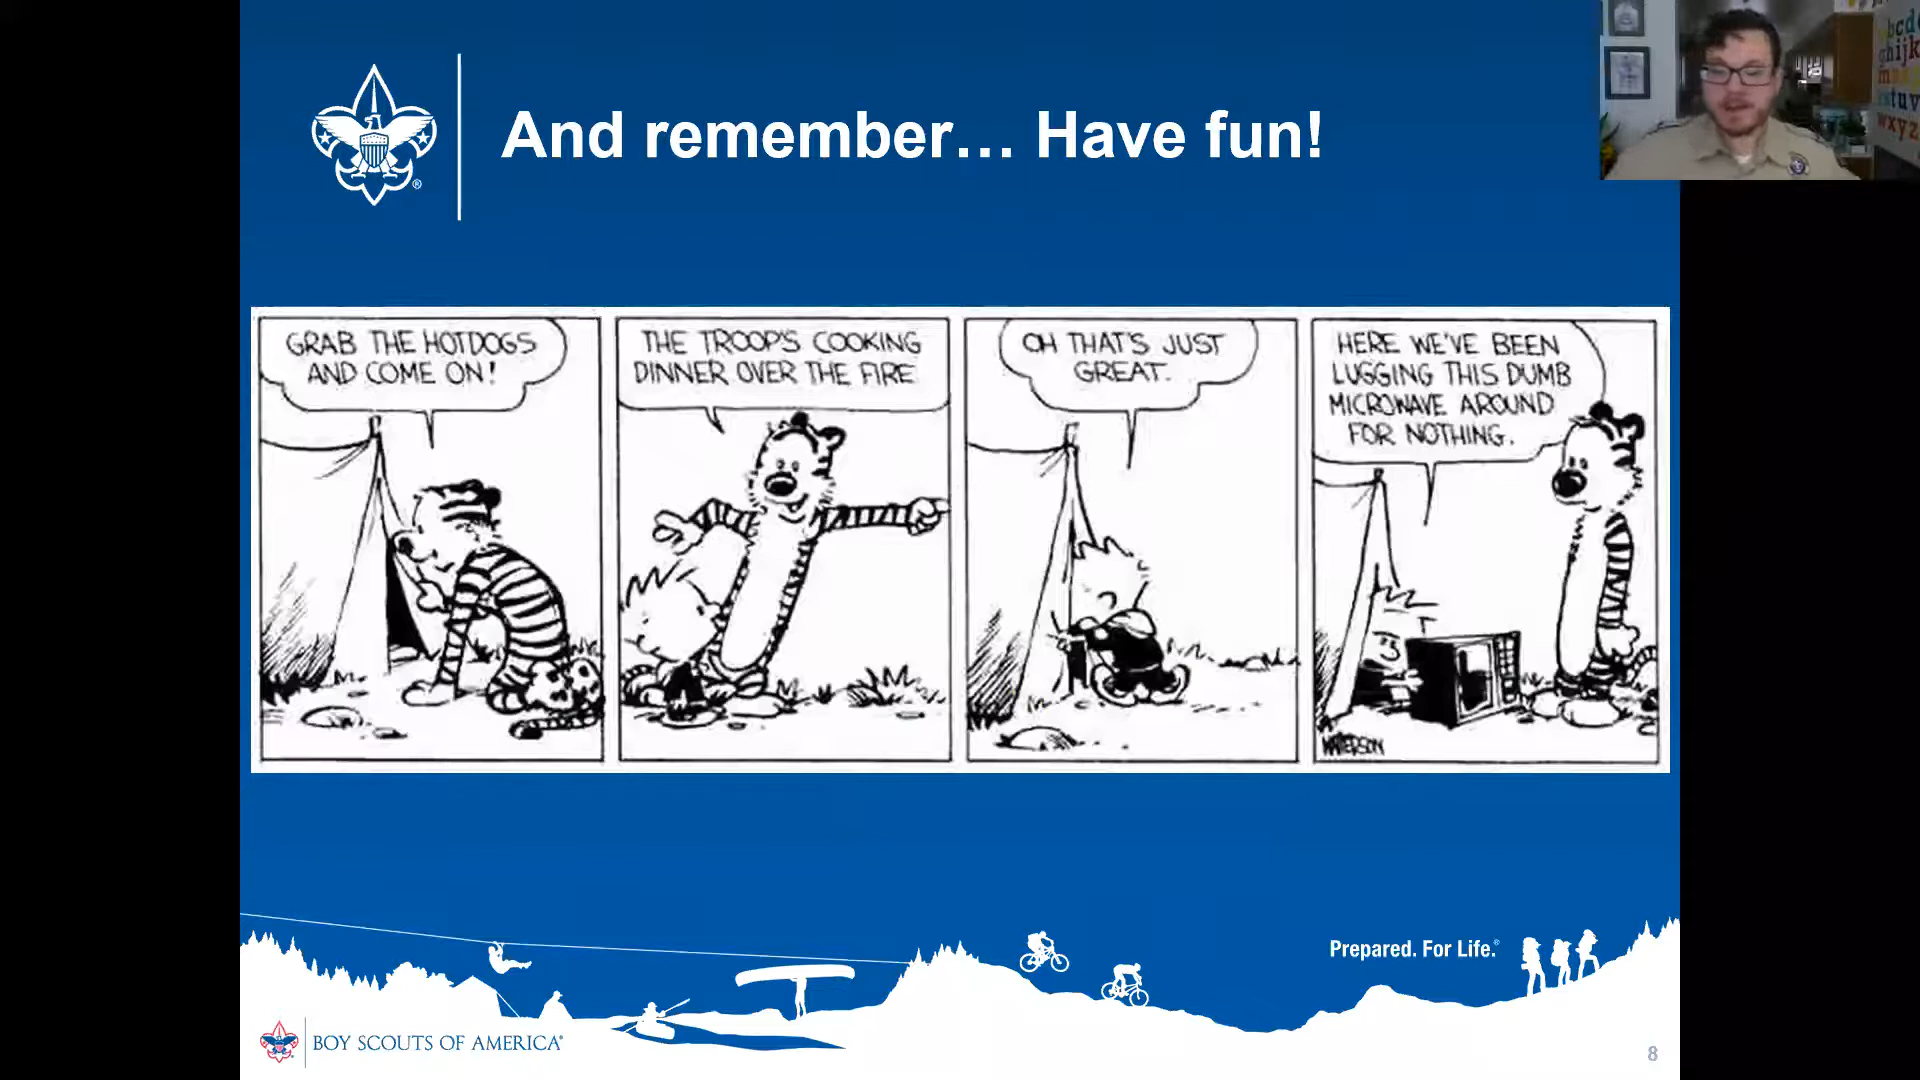 And remember… Have fun!
GRAB THE HOTDOGS
AND COME ON!
THE TROOP'S COOKING
DINNER OVER THE FIRE
OH THAT'S JUST
GREAT.
HERE WE'VE BEEN
LUGGING THIS DUMB
MICROWAVE AROUND
FOR NOTHING.
WATTERSON
Prepared. For Life.®
BOY SCOUTS OF AMERICA®
8